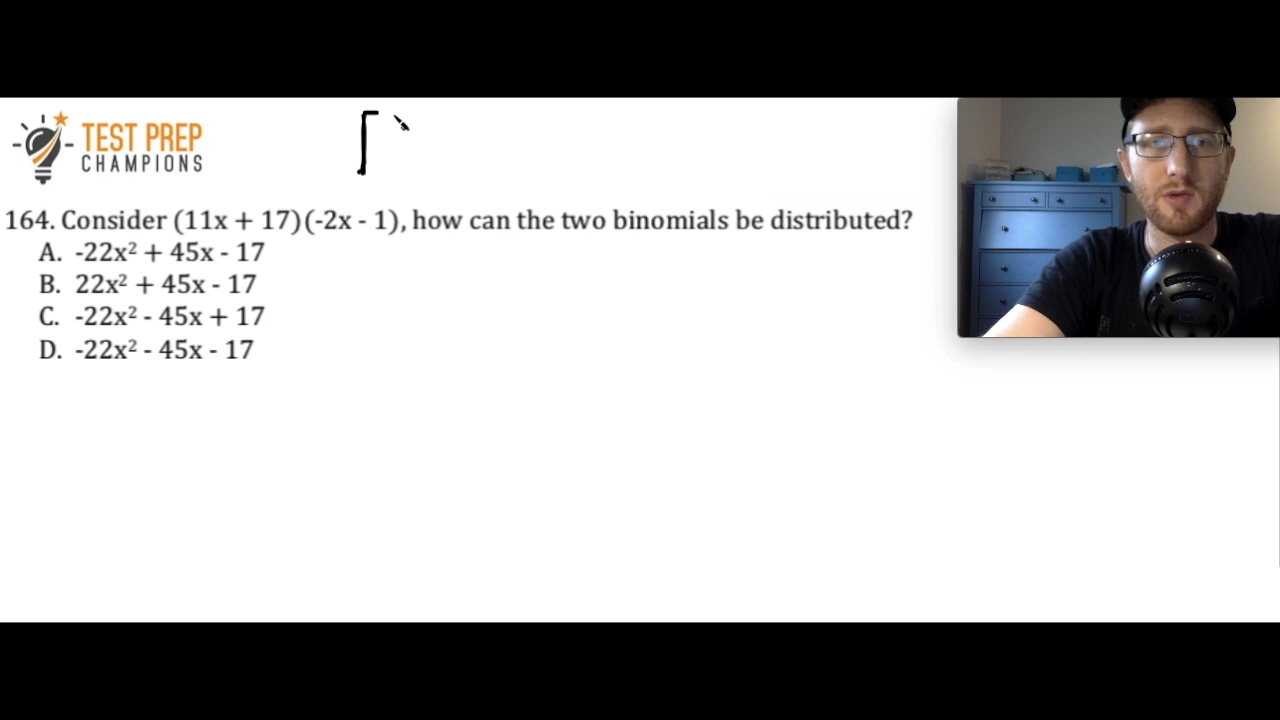 TEST PREP
CHAMPIONS
164. Consider (11x + 17)(-2x - 1), how can the two binomials be distributed?
A. -22x² + 45x - 17
B. 22x² + 45x - 17
C. -22x² - 45x + 17
D. -22x² - 45x - 17